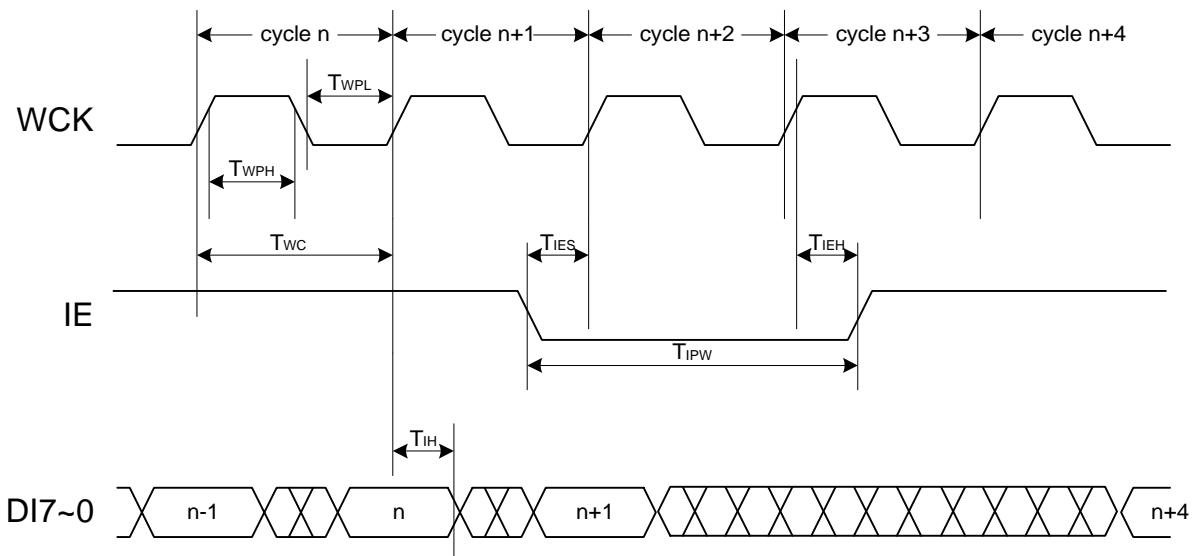 cycle n cycle n+1 cycle n+2 cycle n+3 cycle n+4
TWPL
WCK
TWPH
TWC TIES TIEH
IE
TIPW
TIH
DI7~0 n-1 n n+1 n+4